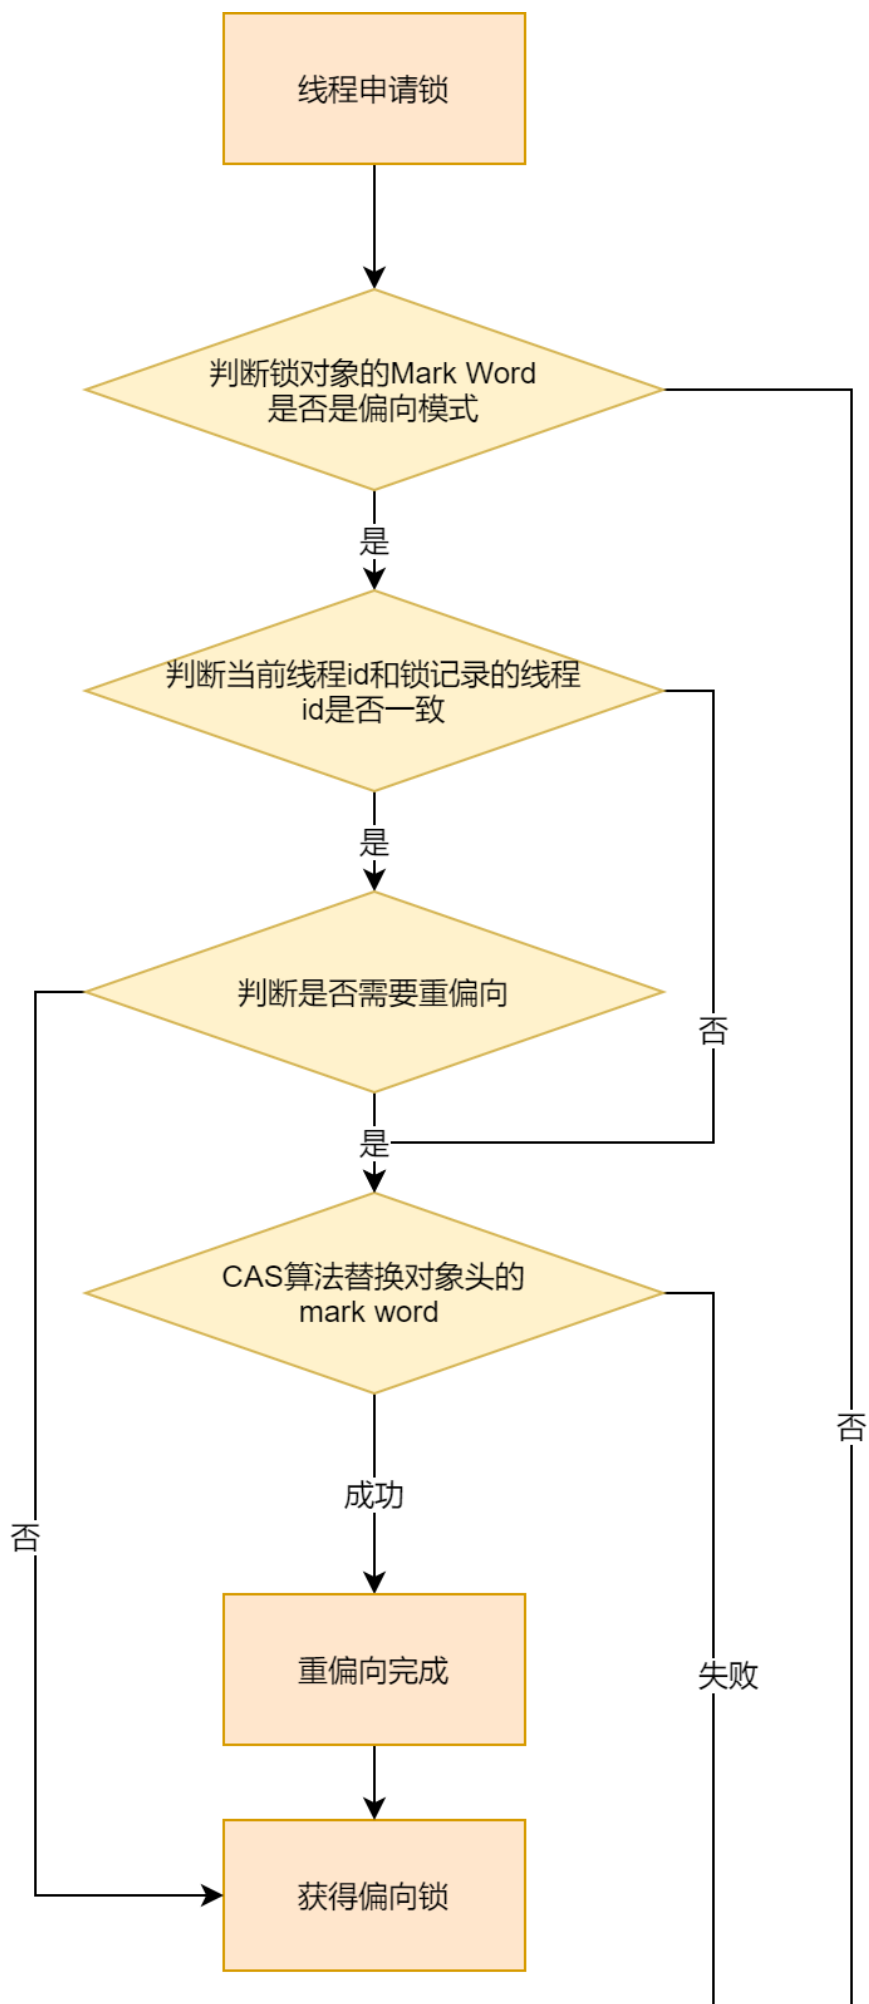 线程申请锁
判断锁对象的Mark Word
是否是偏向模式
是
判断当前线程id和锁记录的线程
id是否一致
是
判断是否需要重偏向
否
是
CAS算法替换对象头的
mark word
否
成功
否
重偏向完成
失败
获得偏向锁